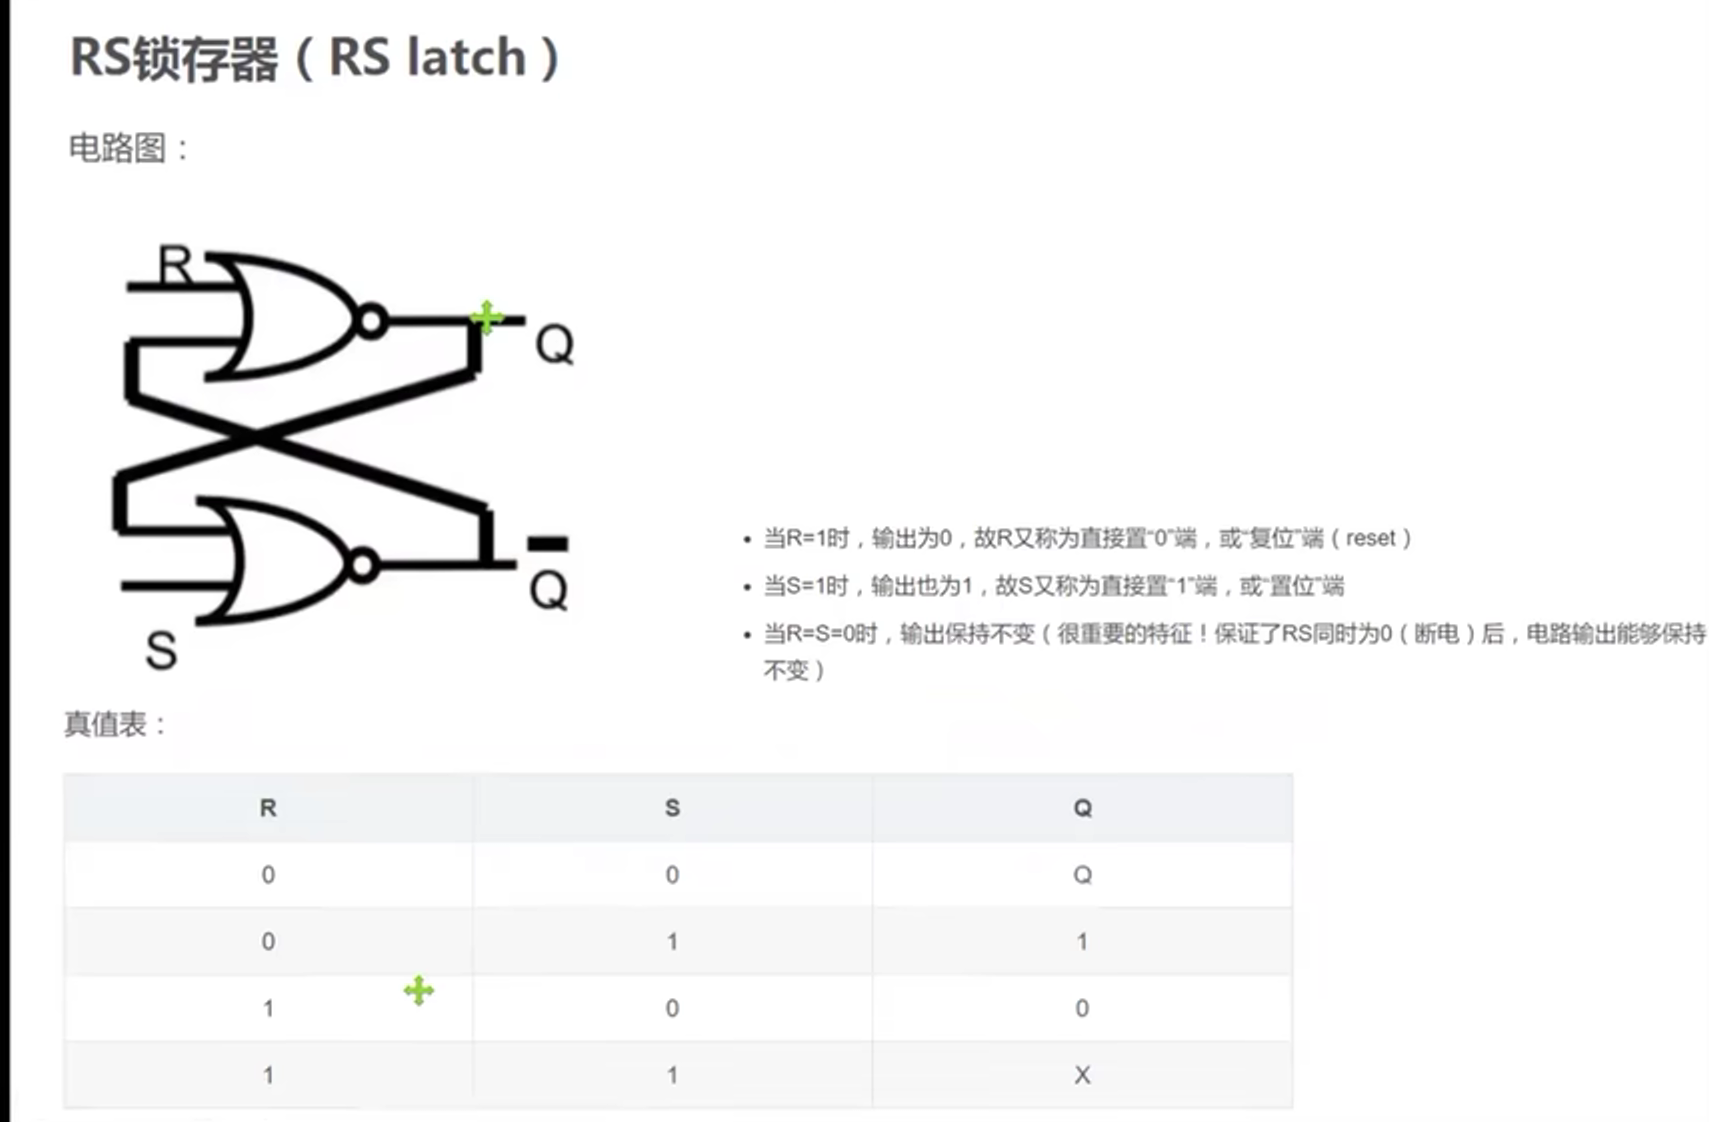 RS锁存器（RS latch）
电路图：
R
Q
Q
S
• 当R=1时，输出为0，故R又称为直接置“0”端，或“复位”端（reset）
• 当S=1时，输出也为1，故S又称为直接置“1”端，或“置位”端
• 当R=S=0时，输出保持不变（很重要的特征！保证了RS同时为0（断电）后，电路输出能够保持
不变）
真值表：
R S Q
0 0 Q
0 1 1
1 0 0
1 1 X